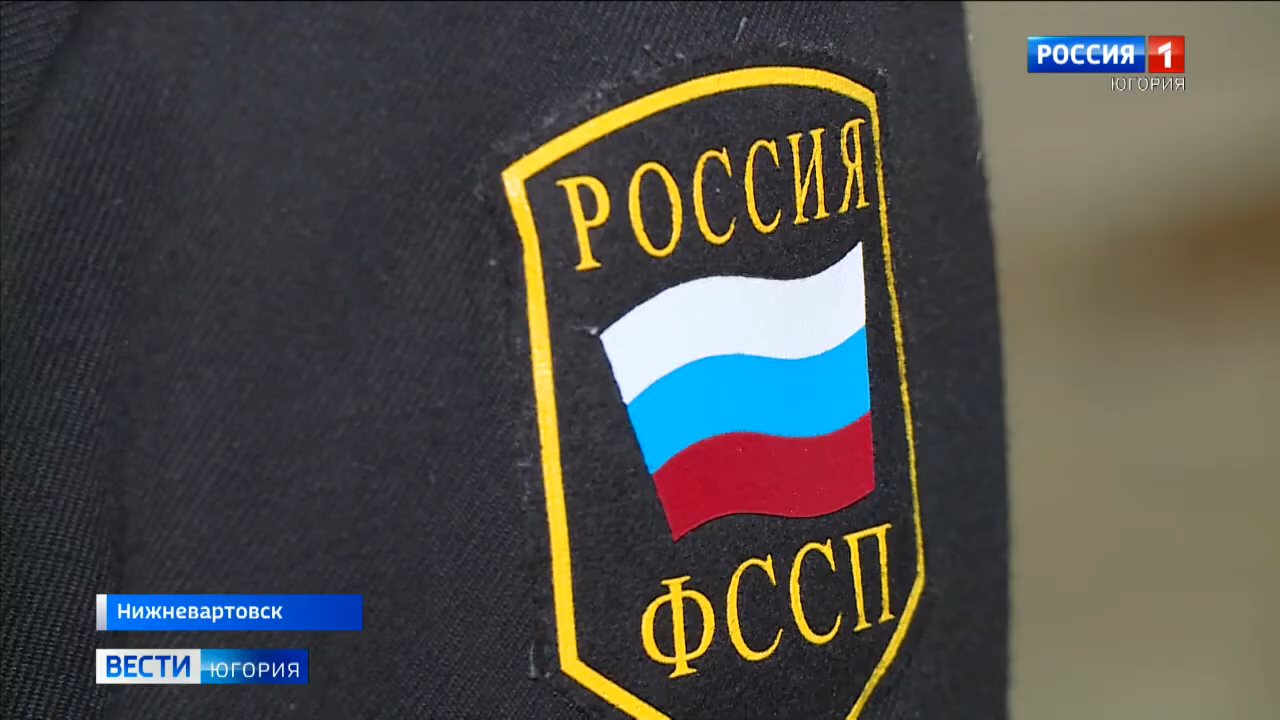 РОССИЯ 1
ЮГОРИЯ
РОССИЯ
ФССП
Нижневартовск
ВЕСТИ ЮГОРИЯ